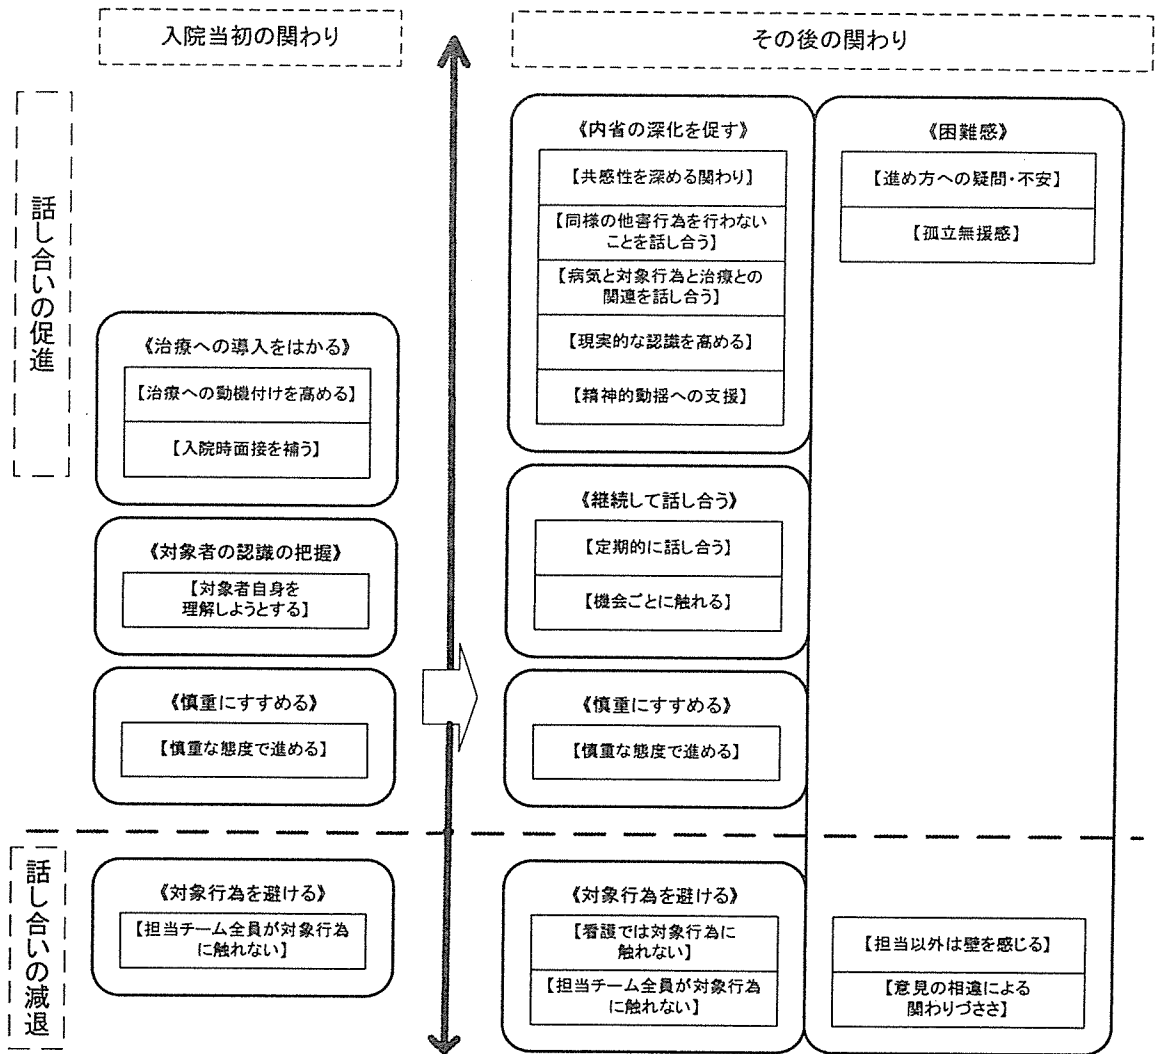 入院当初の関わり
その後の関わり
話し合いの促進
《治療への導入をはかる》
【治療への動機付けを高める】
【入院時面接を補う】
《対象者の認識の把握》
【対象者自身を
理解しようとする】
《慎重にすすめる》
【慎重な態度で進める】
《内省の深化を促す》
【共感性を深める関わり】
【同様の他害行為を行わない
ことを話し合う】
【病気と対象行為と治療との
関連を話し合う】
【現実的な認識を高める】
【精神的動揺への支援】
《継続して話し合う》
【定期的に話し合う】
【機会ごとに触れる】
《慎重にすすめる》
【慎重な態度で進める】
《困難感》
【進め方への疑問・不安】
【孤立無援感】
話し合いの減退
《対象行為を避ける》
【担当チーム全員が対象行為
に触れない】
《対象行為を避ける》
【看護では対象行為に
触れない】
【担当チーム全員が対象行為
に触れない】
【担当以外は壁を感じる】
【意見の相違による
関わりづささ】